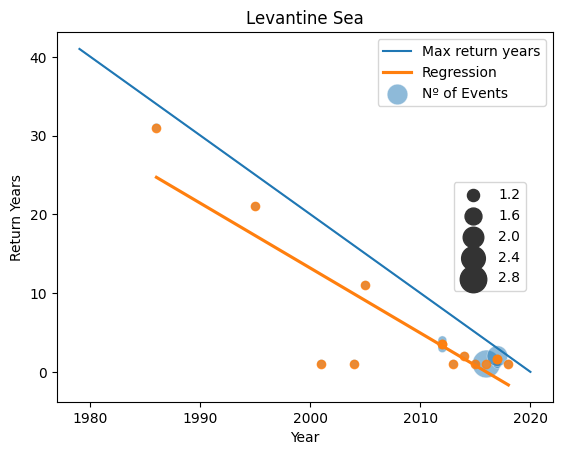 Levantine Sea
Max return years
Regression
Nº of Events
1.2
1.6
2.0
2.4
2.8
Return Years
40
30
20
10
0
1980 1990 2000 2010 2020
Year